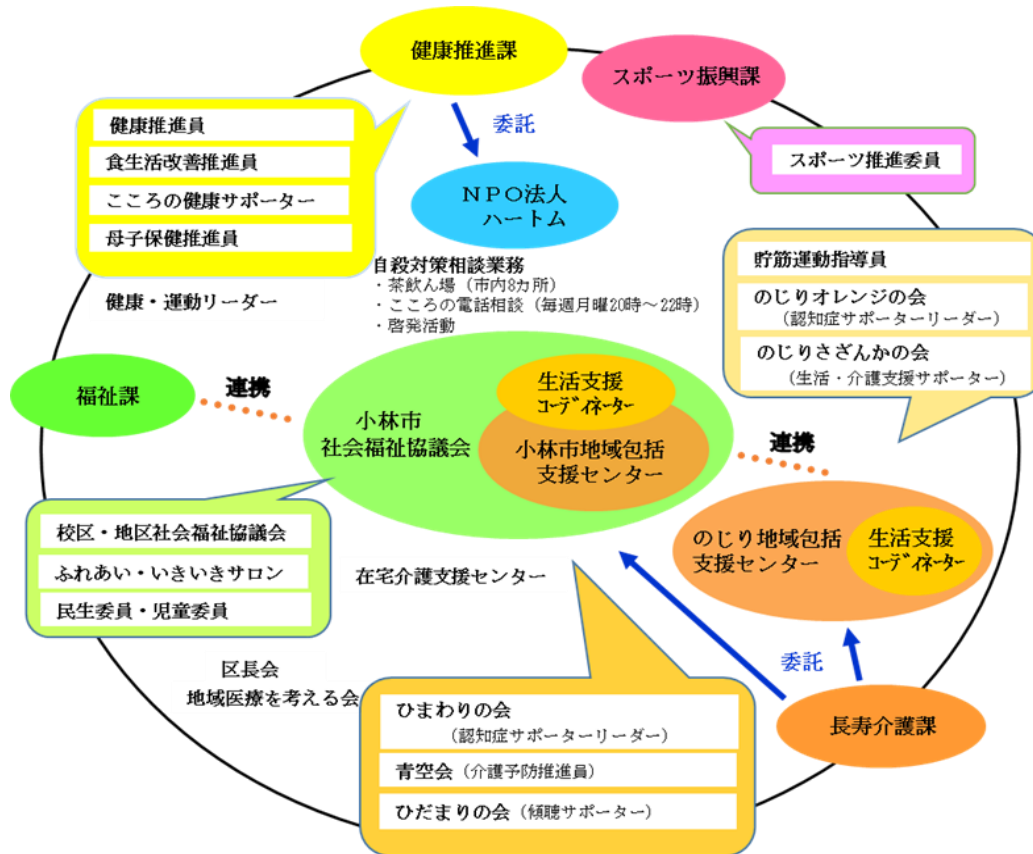 健康推進課
スポーツ振興課
健康推進員
食生活改善推進員
こころの健康サポーター
母子保健推進員
委託
スポーツ推進委員
NPO法人
ハートム
自殺対策相談業務
・茶飲ん場（市内8カ所）
・こころの電話相談（毎週月曜20時～22時）
・啓発活動
健康・運動リーダー
貯筋運動指導員
のじりオレンジの会
（認知症サポーターリーダー）
のじりさざんかの会
（生活・介護支援サポーター）
福祉課
連携
小林市
社会福祉協議会
生活支援
ｺｰﾃﾞｨﾈｰﾀｰ
小林市地域包括
支援センター
連携
のじり地域包括
支援センター
生活支援
ｺｰﾃﾞｨﾈｰﾀｰ
校区・地区社会福祉協議会
ふれあい・いきいきサロン
民生委員・児童委員
在宅介護支援センター
委託
区長会
地域医療を考える会
長寿介護課
ひまわりの会
（認知症サポーターリーダー）
青空会（介護予防推進員）
ひだまりの会（傾聴サポーター）